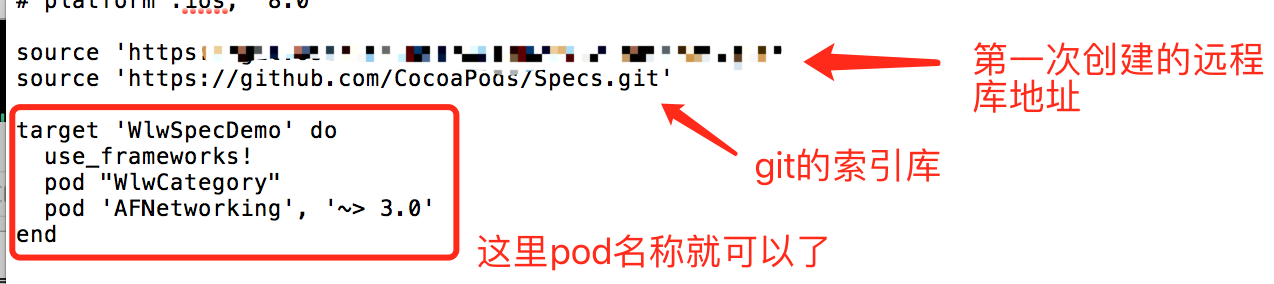 # platform :ios, '8.0'
source 'https:
第一次创建的远程
库地址
source 'https://github.com/CocoaPods/Specs.git'
git的索引库
target 'WlwSpecDemo' do
use_frameworks!
pod "WlwCategory"
pod 'AFNetworking', '~> 3.0'
end
这里pod名称就可以了